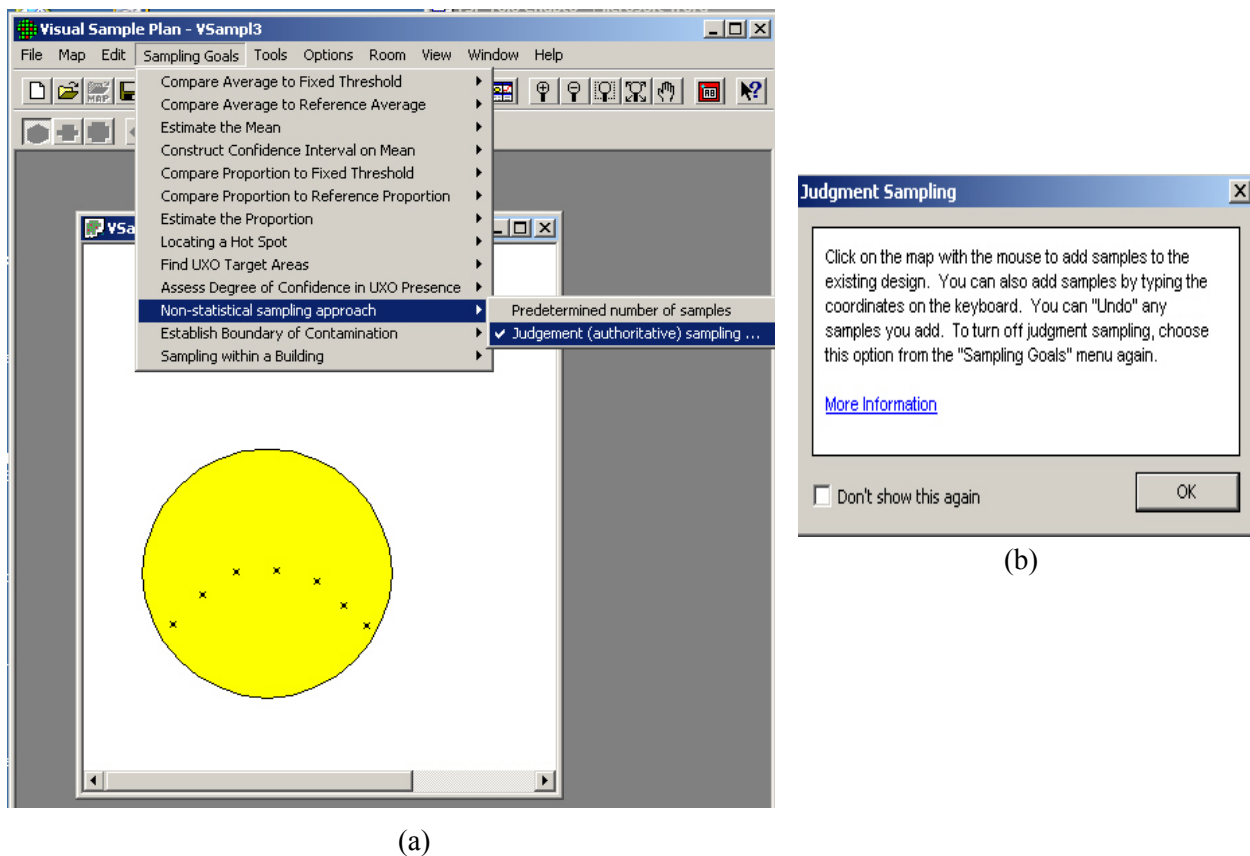 Visual Sample Plan - VSampl3
File Map Edit Sampling Goals Tools Options Room View Window Help
MAP
Compare Average to Fixed Threshold
Compare Average to Reference Average
Estimate the Mean
Construct Confidence Interval on Mean
Compare Proportion to Fixed Threshold
Compare Proportion to Reference Proportion
Estimate the Proportion
Locating a Hot Spot
Find UXO Target Areas
Assess Degree of Confidence in UXO Presence
Non-statistical sampling approach
Establish Boundary of Contamination
Sampling within a Building
Predetermined number of samples
Judgement (authoritative) sampling ...
VSa
(a)
Judgment Sampling
Click on the map with the mouse to add samples to the
existing design. You can also add samples by typing the
coordinates on the keyboard. You can "Undo" any
samples you add. To turn off judgment sampling, choose
this option from the "Sampling Goals" menu again.
More Information
Don't show this again
OK
(b)